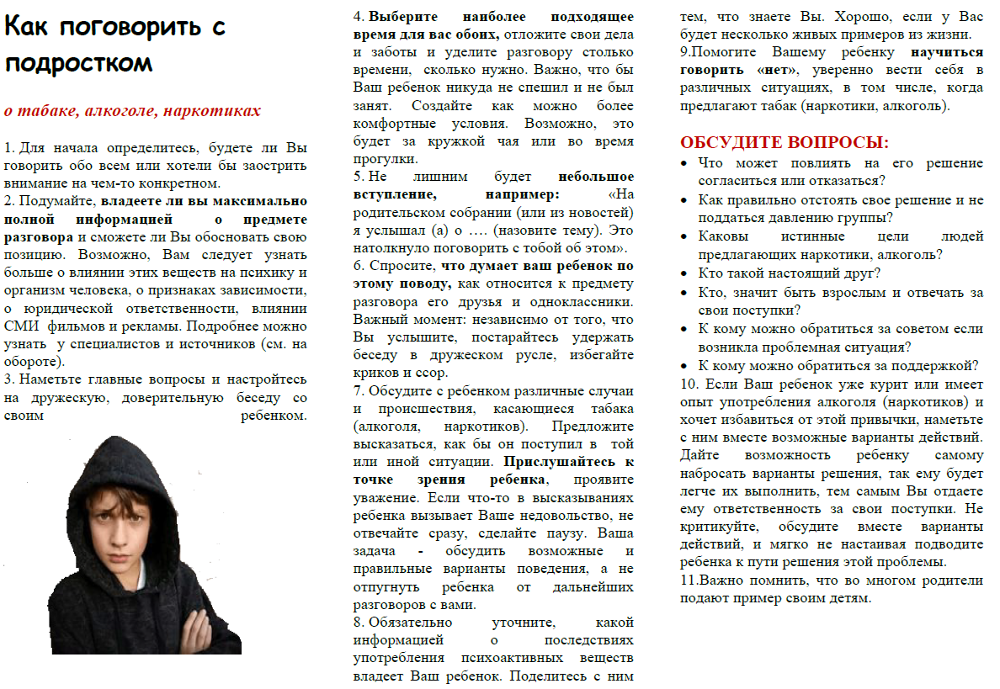 Как поговорить с
подростком
о табаке, алкоголе, наркотиках
1. Для начала определитесь, будете ли Вы
говорить обо всем или хотели бы заострить
внимание на чем-то конкретном.
2. Подумайте, владеете ли вы максимально
полной информацией о предмете
разговора и сможете ли Вы обосновать свою
позицию. Возможно, Вам следует узнать
больше о влиянии этих веществ на психику и
организм человека, о признаках зависимости,
о юридической ответственности, влиянии
СМИ фильмов и рекламы. Подробнее можно
узнать у специалистов и источников (см. на
обороте).
3. Наметьте главные вопросы и настройтесь
на дружескую, доверительную беседу со
своим ребенком.
4. Выберите наиболее подходящее
время для вас обоих, отложите свои дела
и заботы и уделите разговору столько
времени, сколько нужно. Важно, что бы
Ваш ребенок никуда не спешил и не был
занят. Создайте как можно более
комфортные условия. Возможно, это
будет за кружкой чая или во время
прогулки.
5. Не лишним будет небольшое
вступление, например: «На
родительском собрании (или из новостей)
я услышал (а) о …. (назовите тему). Это
натолкнуло поговорить с тобой об этом».
6. Спросите, что думает ваш ребенок по
этому поводу, как относится к предмету
разговора его друзья и одноклассники.
Важный момент: независимо от того, что
Вы услышите, постарайтесь удержать
беседу в дружеском русле, избегайте
криков и ссор.
7. Обсудите с ребенком различные случаи
и происшествия, касающиеся табака
(алкоголя, наркотиков). Предложите
высказаться, как бы он поступил в той
или иной ситуации. Прислушайтесь к
точке зрения ребенка, проявите
уважение. Если что-то в высказываниях
ребенка вызывает Ваше недовольство, не
отвечайте сразу, сделайте паузу. Ваша
задача - обсудить возможные и
правильные варианты поведения, а не
отпугнуть ребенка от дальнейших
разговоров с вами.
8. Обязательно уточните, какой
информацией о последствиях
употребления психоактивных веществ
владеет Ваш ребенок. Поделитесь с ним
тем, что знаете Вы. Хорошо, если у Вас
будет несколько живых примеров из жизни.
9.Помогите Вашему ребенку научиться
говорить «нет», уверенно вести себя в
различных ситуациях, в том числе, когда
предлагают табак (наркотики, алкоголь).
ОБСУДИТЕ ВОПРОСЫ:
• Что может повлиять на его решение
согласиться или отказаться?
• Как правильно отстоять свое решение и не
поддаться давлению группы?
• Каковы истинные цели людей
предлагающих наркотики, алкоголь?
• Кто такой настоящий друг?
• Кто, значит быть взрослым и отвечать за
свои поступки?
• К кому можно обратиться за советом если
возникла проблемная ситуация?
• К кому можно обратиться за поддержкой?
10. Если Ваш ребенок уже курит или имеет
опыт употребления алкоголя (наркотиков) и
хочет избавиться от этой привычки, наметьте
с ним вместе возможные варианты действий.
Дайте возможность ребенку самому
набросать варианты решения, так ему будет
легче их выполнить, тем самым Вы отдаете
ему ответственность за свои поступки. Не
критикуйте, обсудите вместе варианты
действий, и мягко не настаивая подводите
ребенка к пути решения этой проблемы.
11.Важно помнить, что во многом родители
подают пример своим детям.